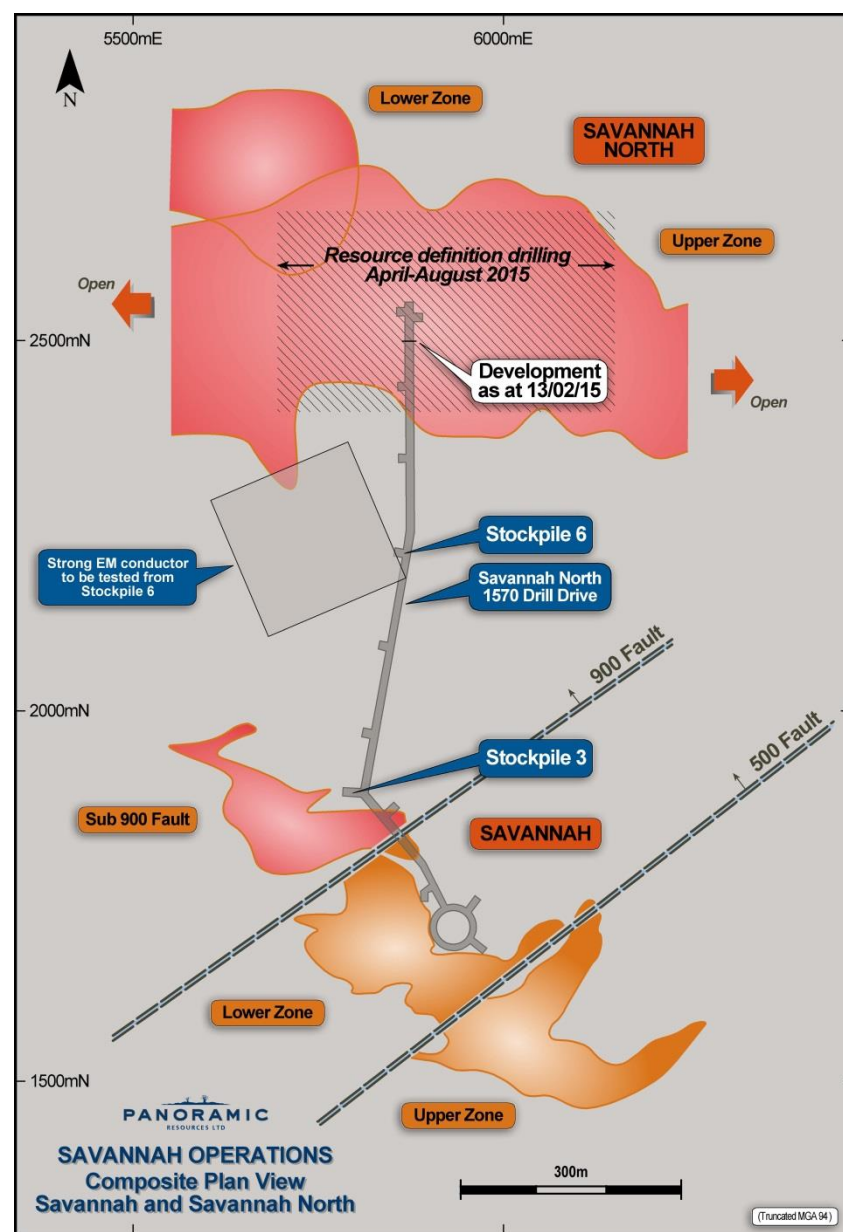 5500mE
6000mE
N
Lower Zone
SAVANNAH
NORTH
Upper Zone
Resource definition drilling
April-August 2015
Open
2500mN
Development
as at 13/02/15
Open
Stockpile 6
Strong EM conductor
to be tested from
Stockpile 6
Savannah North
1570 Drill Drive
900 Fault
2000mN
500 Fault
Stockpile 3
Sub 900 Fault
SAVANNAH
Lower Zone
1500mN
Upper Zone
PANORAMIC
RESOURCES LTD
SAVANNAH OPERATIONS
Composite Plan View
Savannah and Savannah North
300m
(Truncated MGA 94)